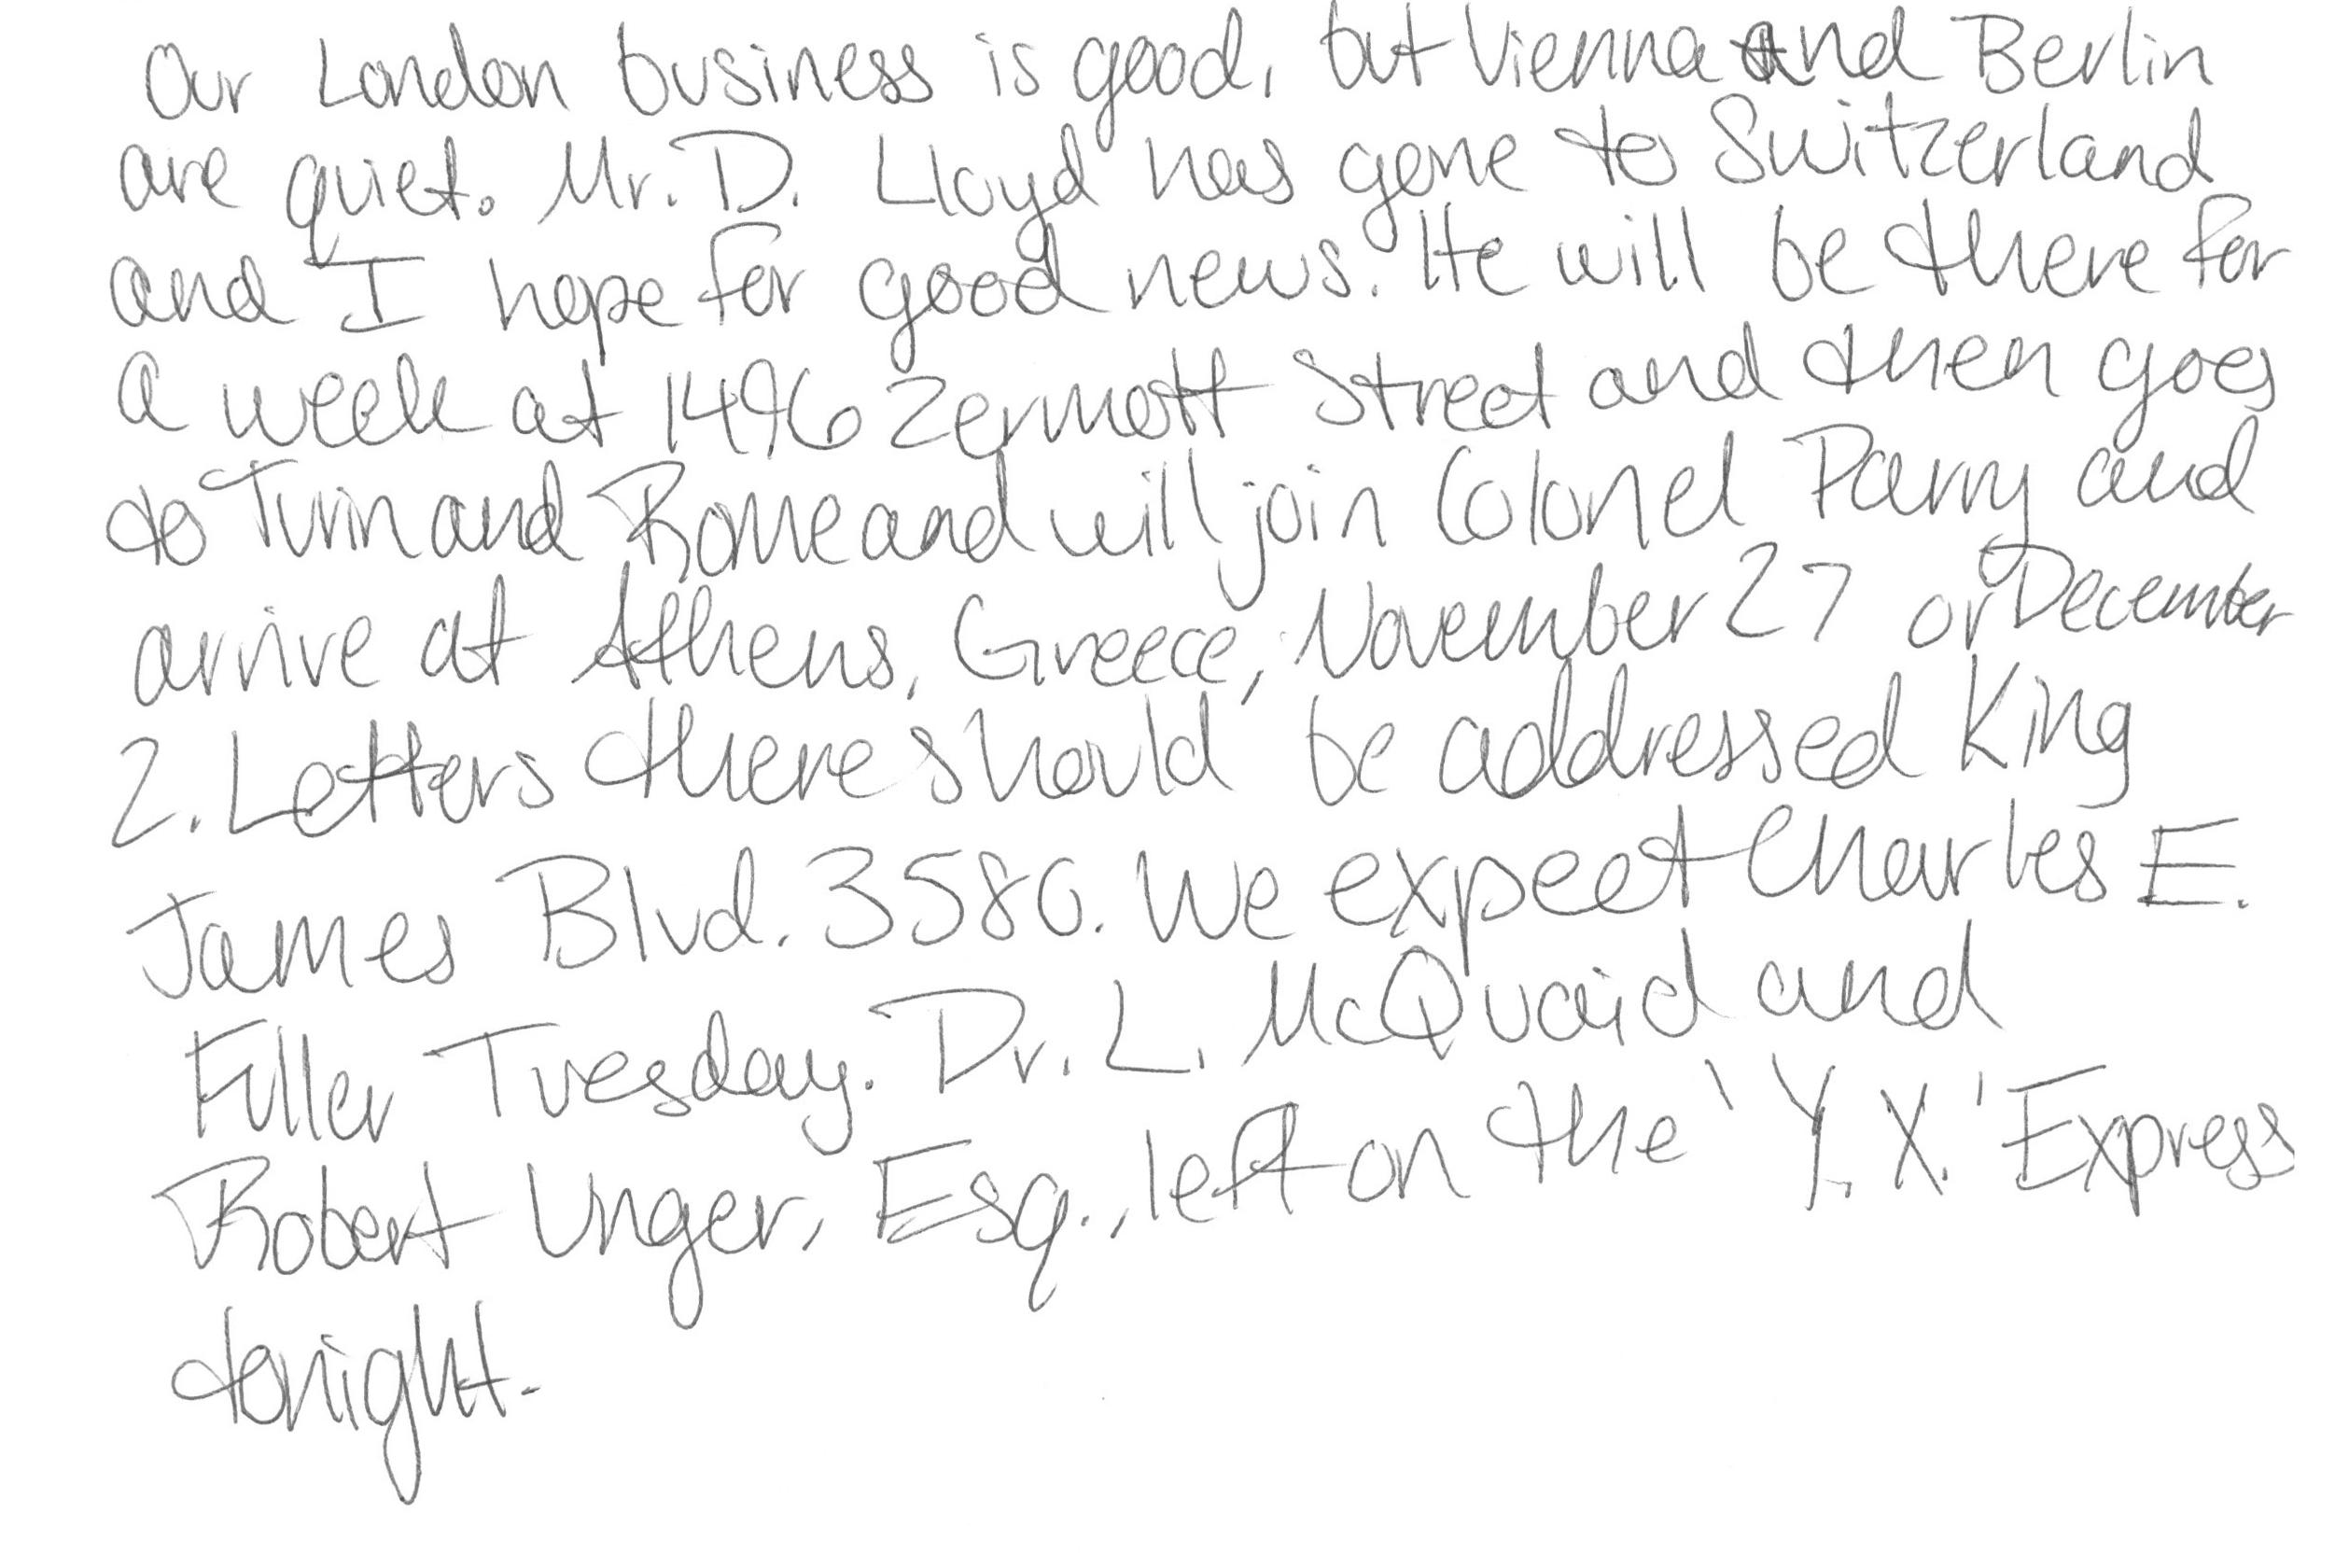 Our London business is good, but Vienna and Berlin
are quiet. Mr. D. Lloyd has gone to Switzerland
and I hope for good news. He will be there for
a week at 1496 Zermott Street and then goes
to Turin and Rome and will join Colonel Parry and
arrive at Athens, Greece, November 27 or December
2. Letters there should be addressed King
James Blvd. 3580. We expect Charles E.
Fuller Tuesday. Dr. L. McQuaid and
Robert Unger, Esq., left on the 'Y. X.' Express
tonight.